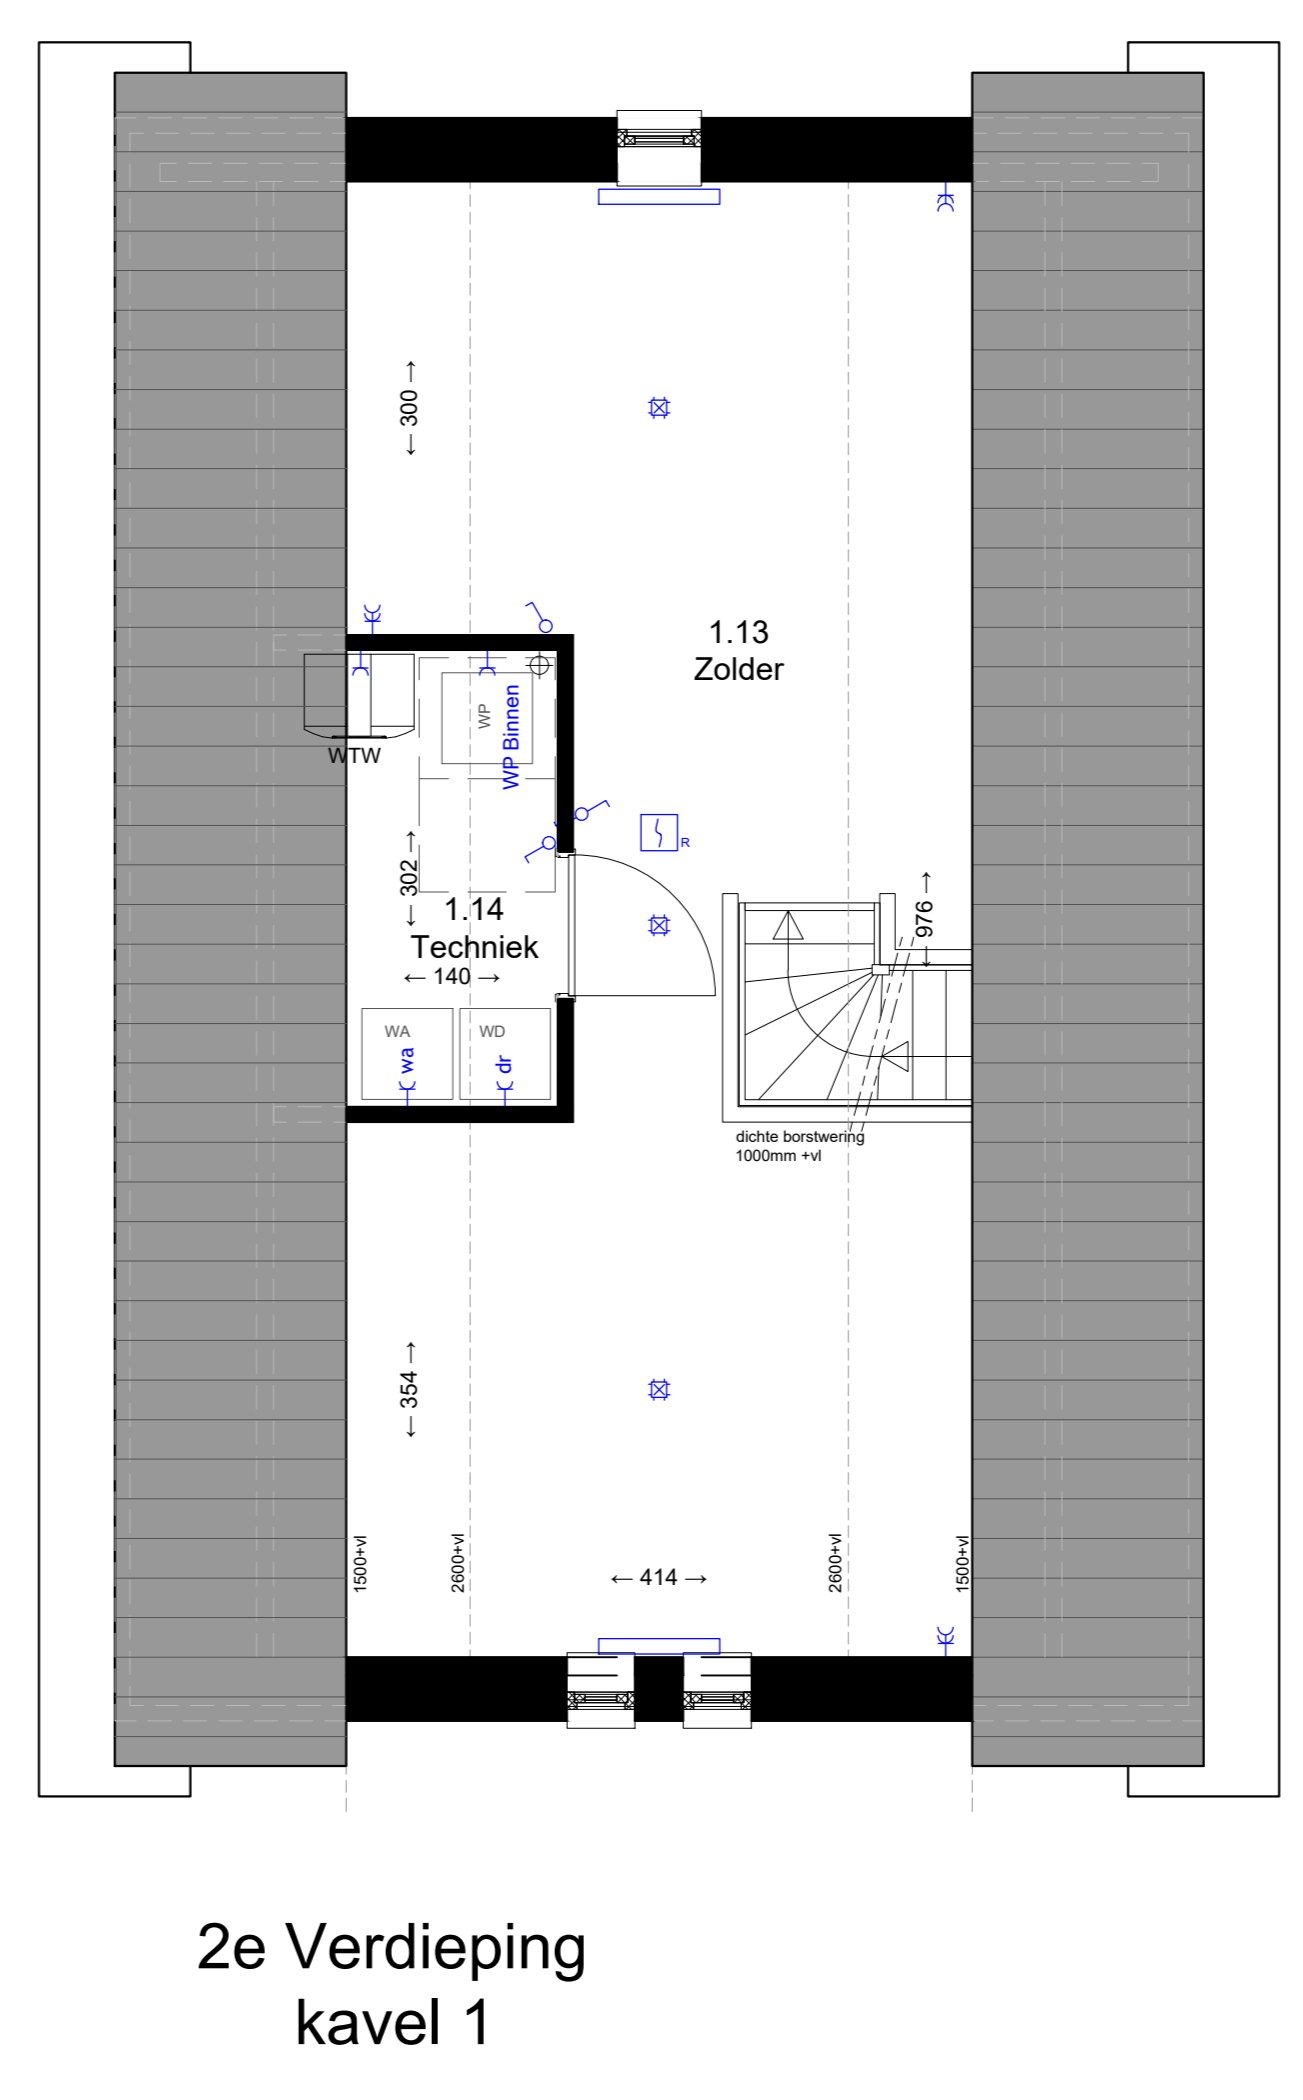 ← 300 →
1.13
Zolder
WP
WP Binnen
WTW
R
← 302 →
← 976 →
1.14
Techniek
← 140 →
WA
WD
wa
dr
dichte borstwering
1000mm +vl
← 354 →
1500+vl
2600+vl
2600+vl
1500+vl
← 414 →
2e Verdieping
kavel 1